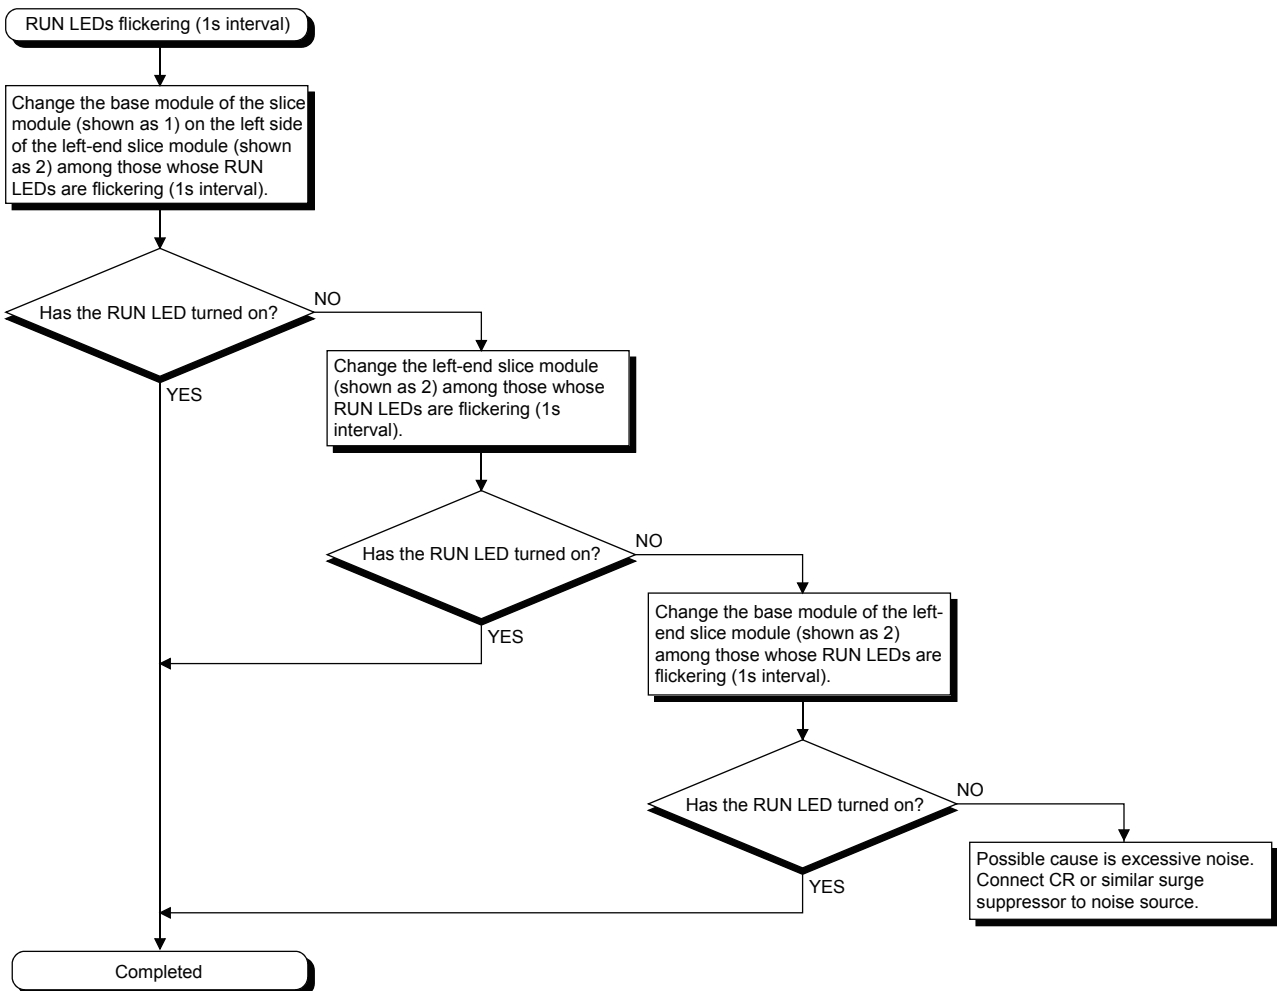 RUN LEDs flickering (1s interval)
Change the base module of the slice
module (shown as 1) on the left side
of the left-end slice module (shown
as 2) among those whose RUN
LEDs are flickering (1s interval).
Has the RUN LED turned on?
NO
YES
Change the left-end slice module
(shown as 2) among those whose
RUN LEDs are flickering (1s
interval).
Has the RUN LED turned on?
NO
YES
Change the base module of the left-
end slice module (shown as 2)
among those whose RUN LEDs are
flickering (1s interval).
Has the RUN LED turned on?
NO
YES
Possible cause is excessive noise.
Connect CR or similar surge
suppressor to noise source.
Completed